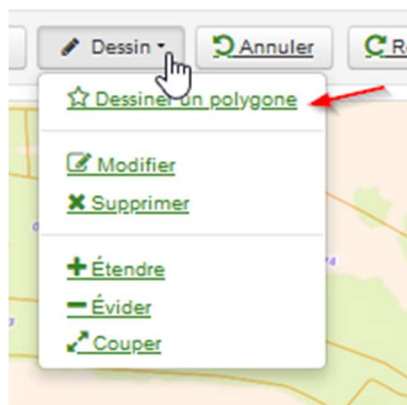 Dessin
Annuler
Dessiner un polygone
Modifier
Supprimer
Étendre
Évider
Couper